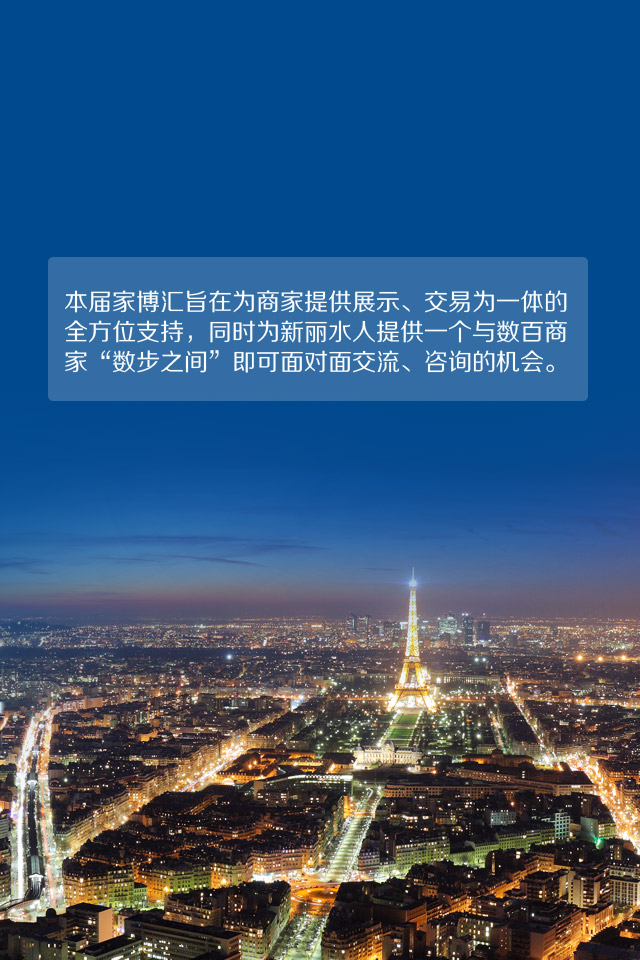 本届家博汇旨在为商家提供展示、交易为一体的
全方位支持，同时为新丽水人提供一个与数百商
家“数步之间”即可面对面交流、咨询的机会。